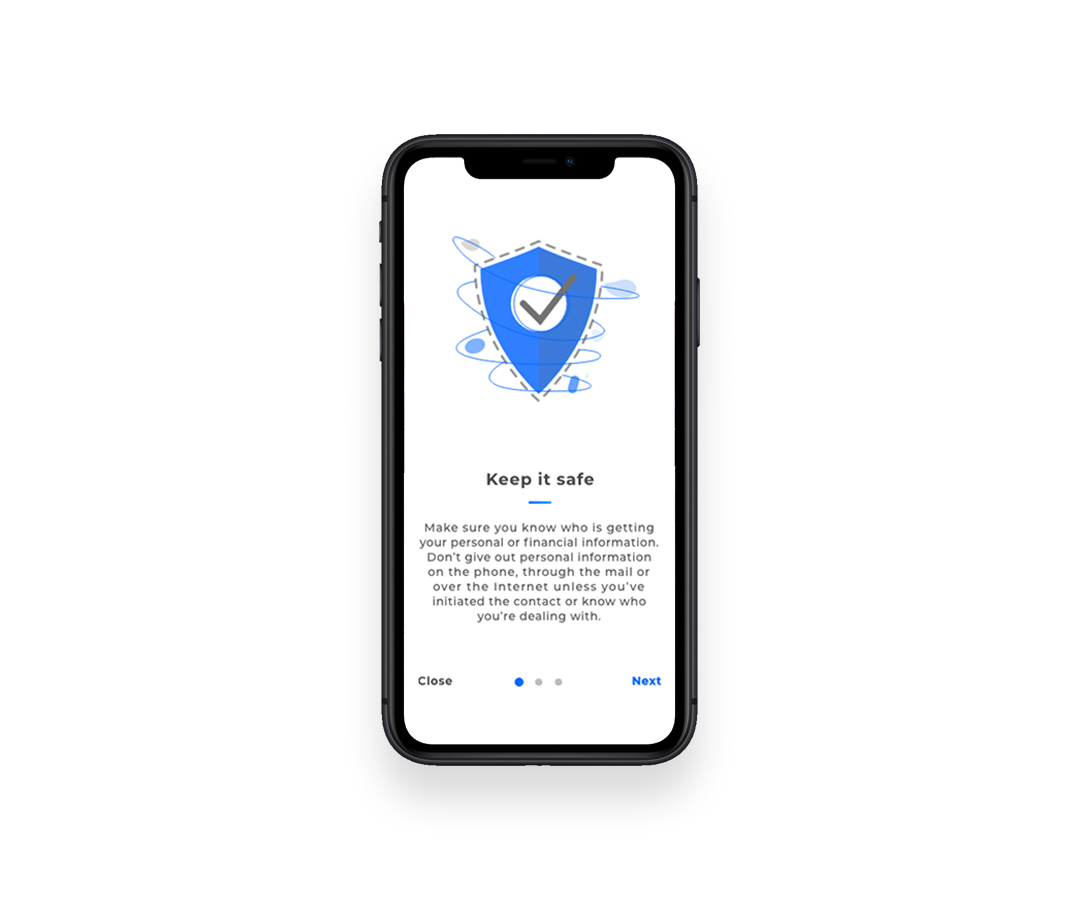 Keep it safe
Make sure you know who is getting
your personal or financial information.
Don't give out personal information
on the phone, through the mail or
over the Internet unless you've
initiated the contact or know who
you're dealing with.
Close
Next